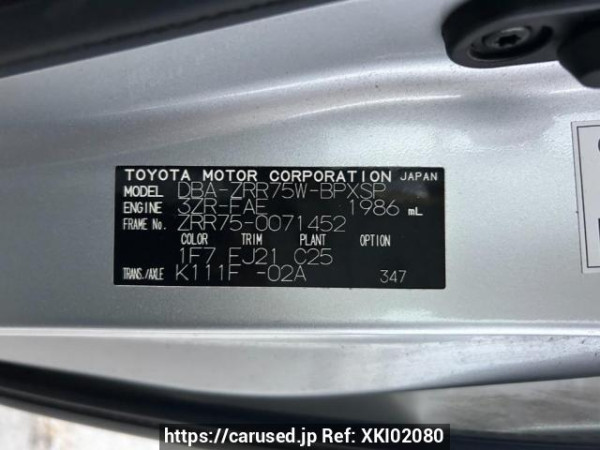 TOYOTA MOTOR CORPORATION JAPAN
MODEL DBA-ZRR75W-BPXSP
ENGINE 3ZR-FAE 1986 mL
FRAME No. ZRR75-0071452
COLOR TRIM PLANT OPTION
1F7 FJ21 C25
TRANS./AXLE K111F -02A 347
https://carused.jp Ref: XKI02080